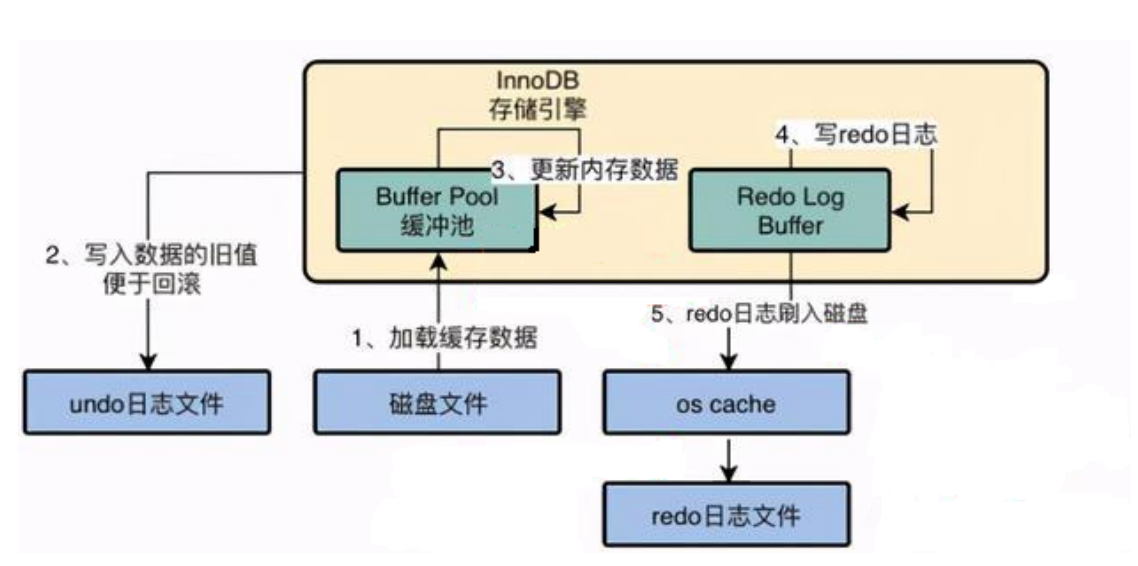 InnoDB
存储引擎
4、写redo日志
3、更新内存数据
Buffer Pool
缓冲池
Redo Log
Buffer
2、写入数据的旧值
便于回滚
5、redo日志刷入磁盘
1、加载缓存数据
undo日志文件
磁盘文件
os cache
redo日志文件